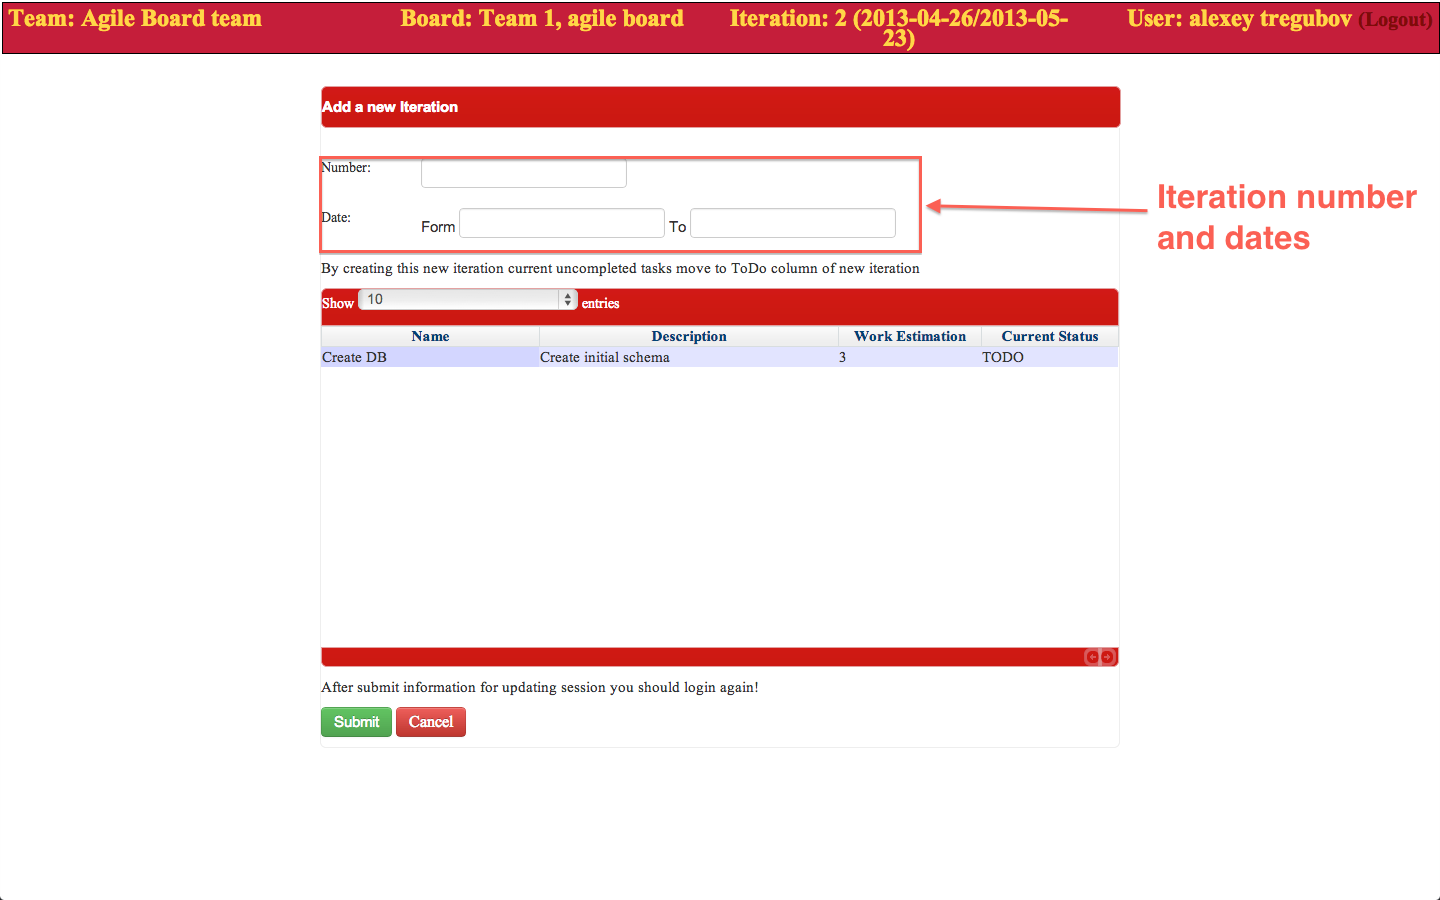 Team: Agile Board team
Board: Team 1, agile board
Iteration: 2 (2013-04-26/2013-05-
23)
User: alexey tregubov (Logout)
Add a new Iteration
Number:
Date:
Form
To
Iteration number
and dates
By creating this new iteration current uncompleted tasks move to ToDo column of new iteration
Show 10 entries
Name Description Work Estimation Current Status
Create DB Create initial schema 3 TODO
After submit information for updating session you should login again!
Submit Cancel